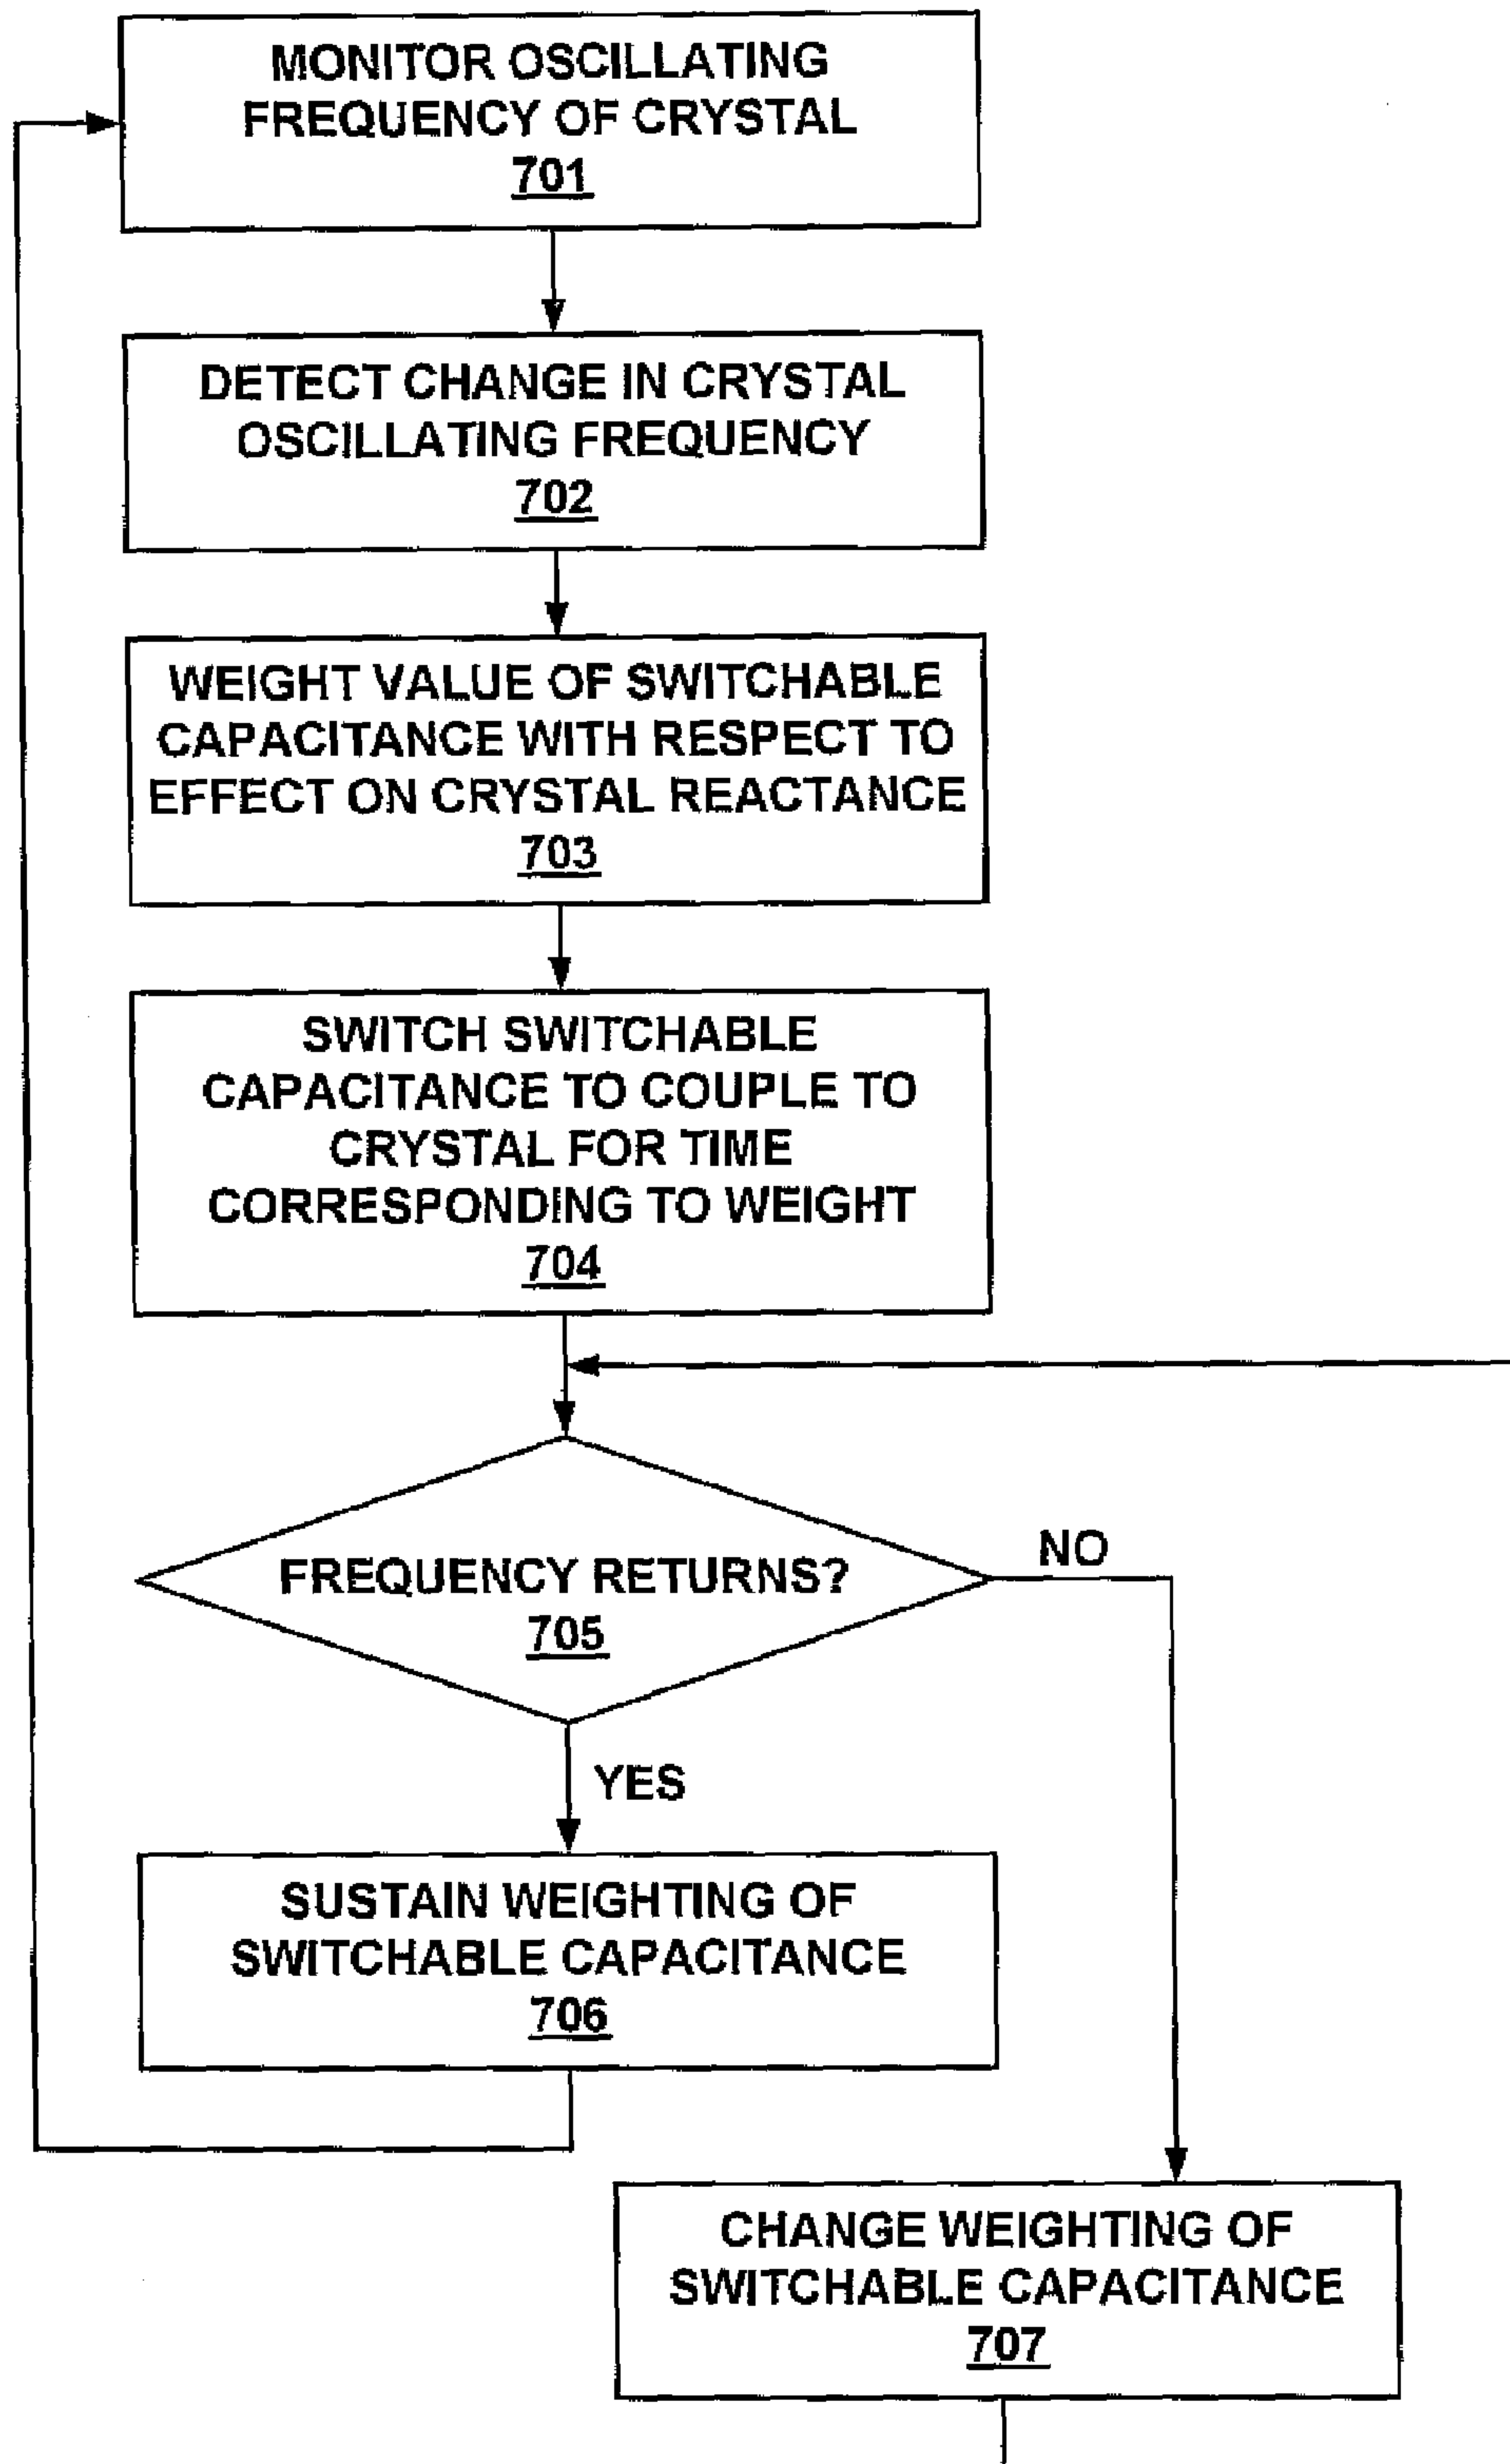 MONITOR OSCILLATING
FREQUENCY OF CRYSTAL
701
DETECT CHANGE IN CRYSTAL
OSCILLATING FREQUENCY
702
WEIGHT VALUE OF SWITCHABLE
CAPACITANCE WITH RESPECT TO
EFFECT ON CRYSTAL REACTANCE
703
SWITCH SWITCHABLE
CAPACITANCE TO COUPLE TO
CRYSTAL FOR TIME
CORRESPONDING TO WEIGHT
704
NO
FREQUENCY RETURNS?
705
YES
SUSTAIN WEIGHTING OF
SWITCHABLE CAPACITANCE
706
CHANGE WEIGHTING OF
SWITCHABLE CAPACITANCE
707